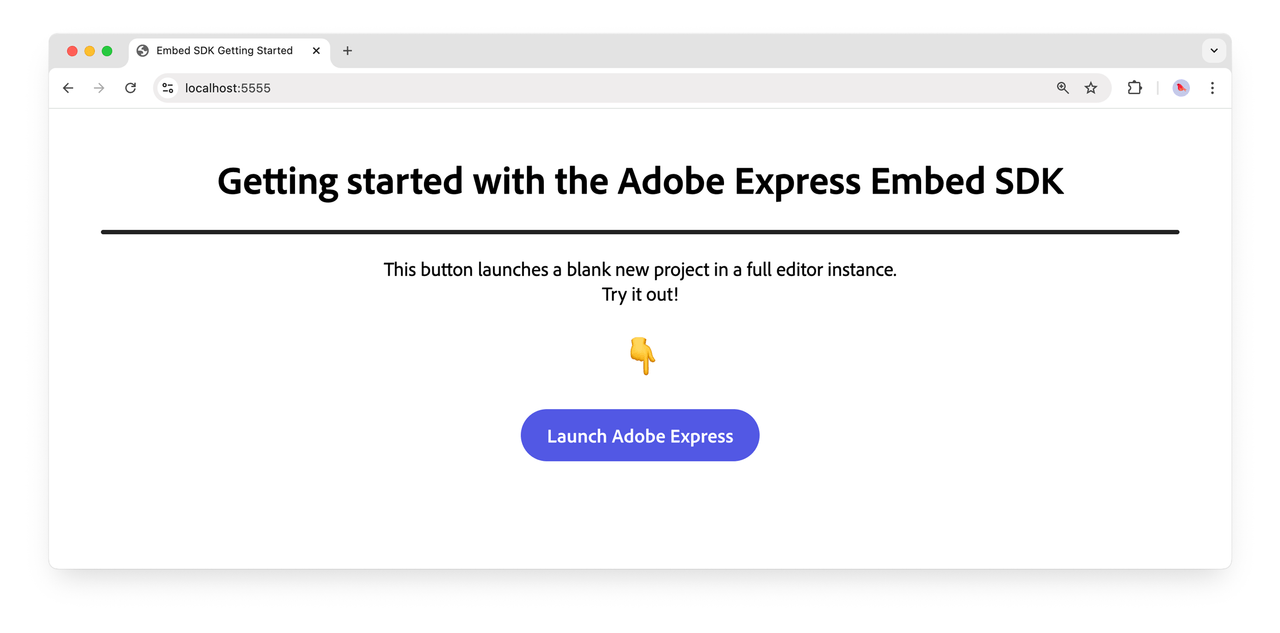 Embed SDK Getting Started
localhost:5555
Getting started with the Adobe Express Embed SDK
This button launches a blank new project in a full editor instance.
Try it out!
Launch Adobe Express